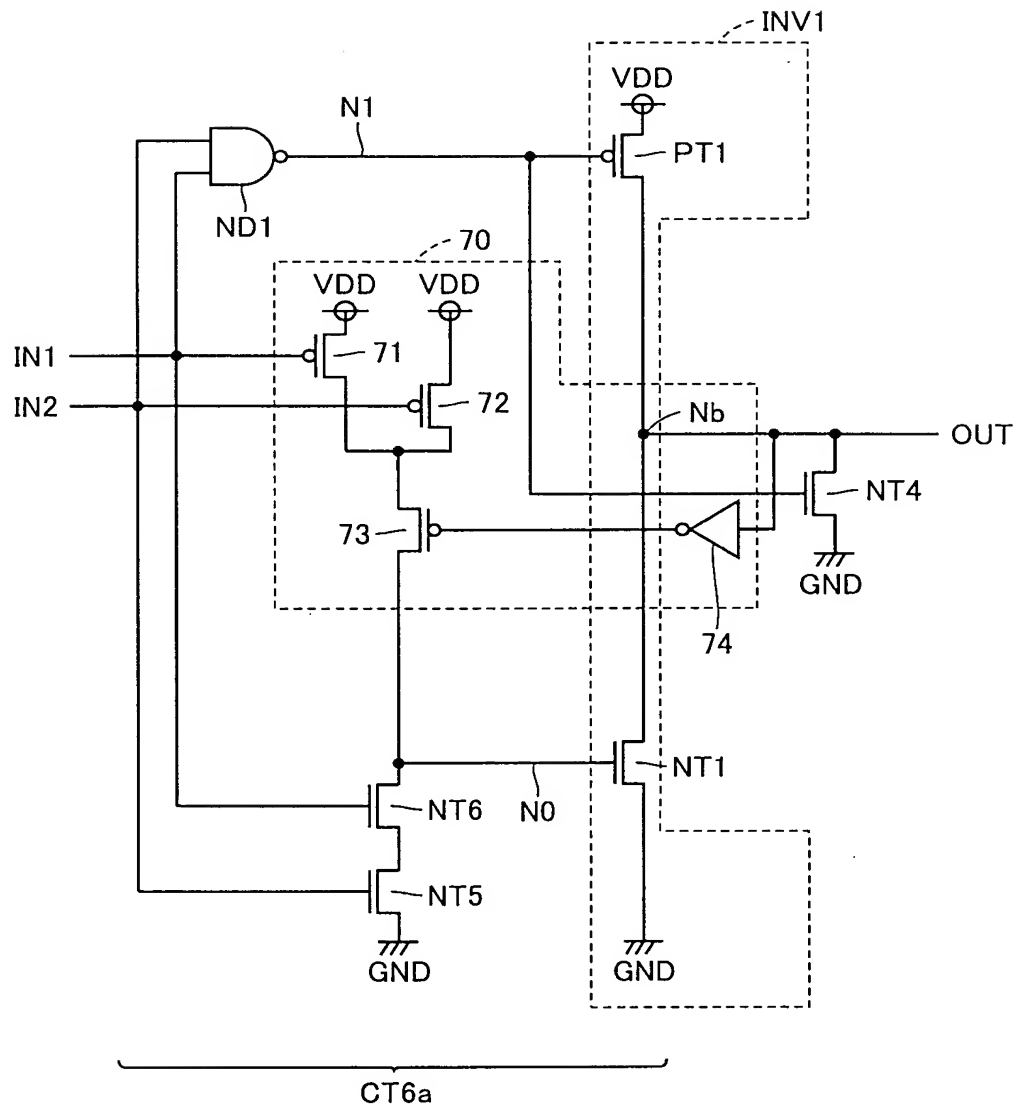 INV1
VDD
N1
PT1
ND1
70
VDD
VDD
71
IN1
72
IN2
Nb
OUT
NT4
73
GND
74
NT1
N0
NT6
NT5
GND
GND
CT6a